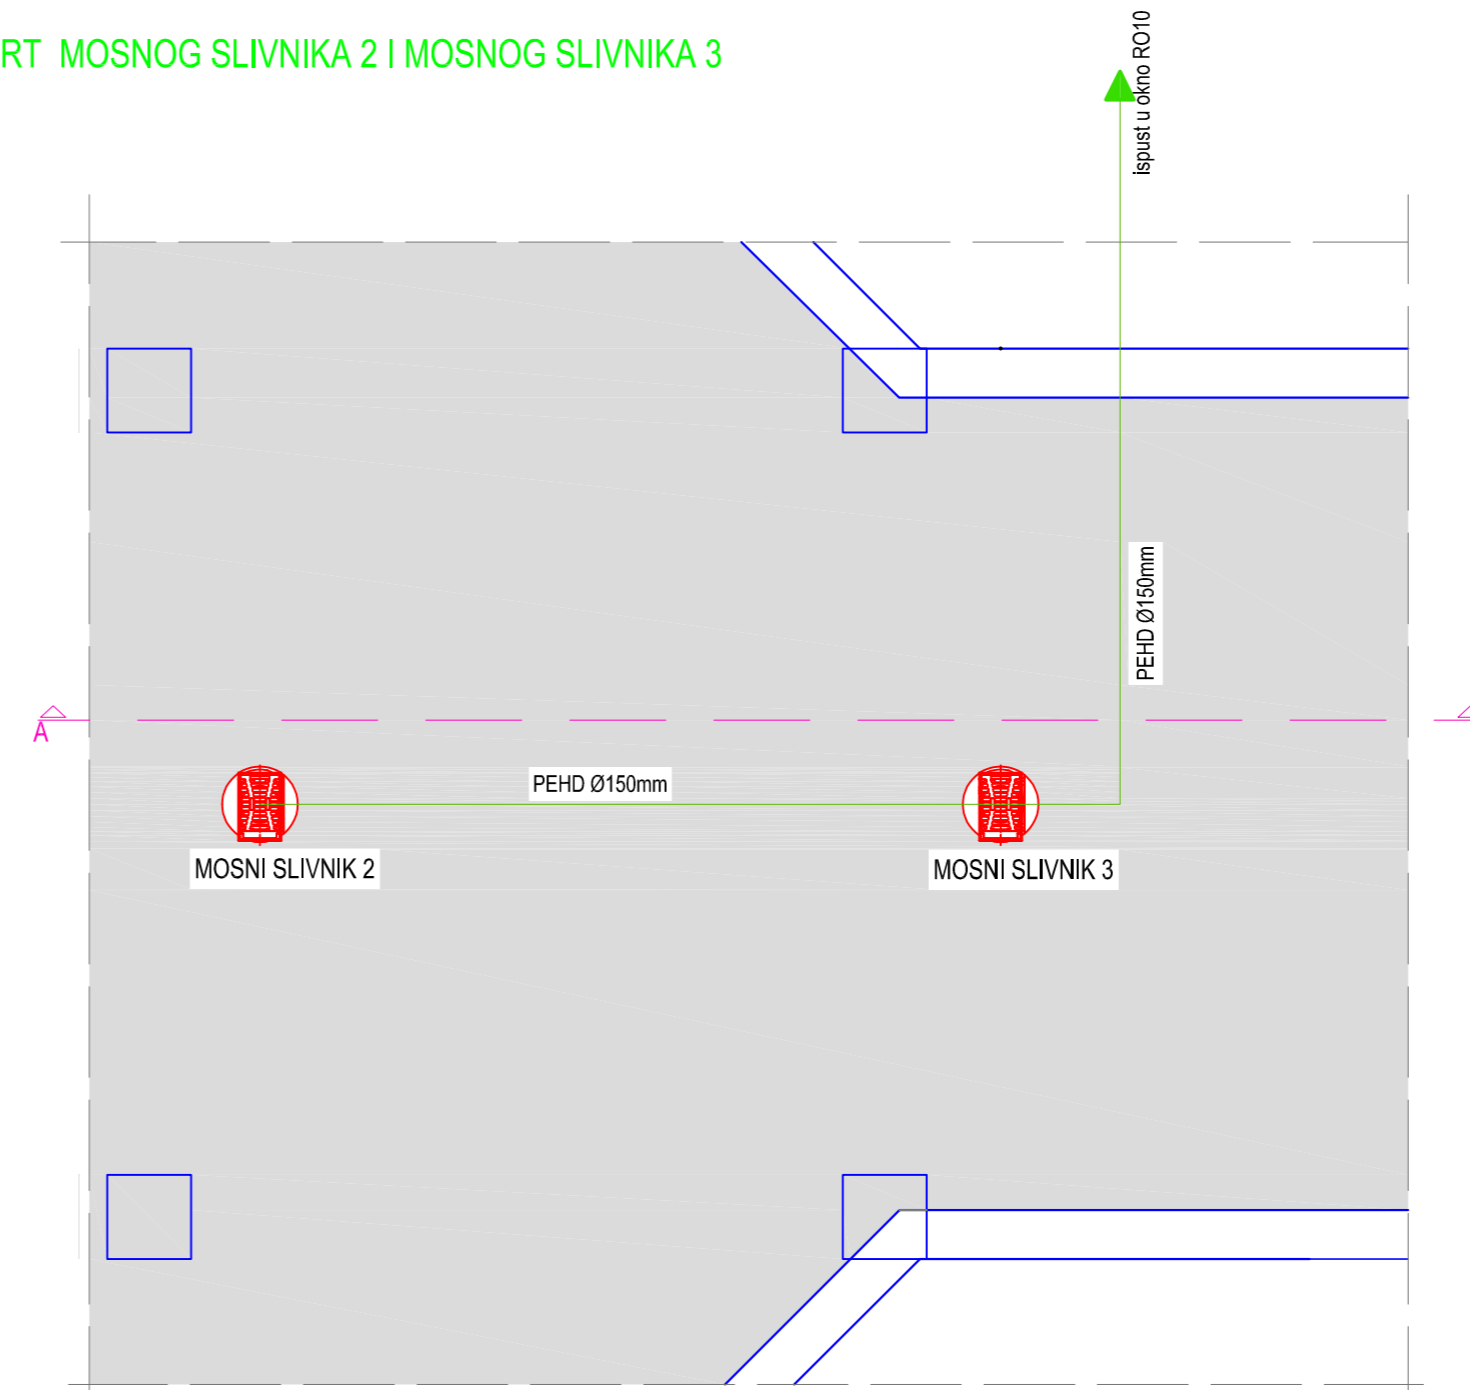 RT MOSNOG SLIVNIKA 2 I MOSNOG SLIVNIKA 3
ispust u okno RO10
PEHD Ø150mm
A
PEHD Ø150mm
MOSNI SLIVNIK 2
MOSNI SLIVNIK 3